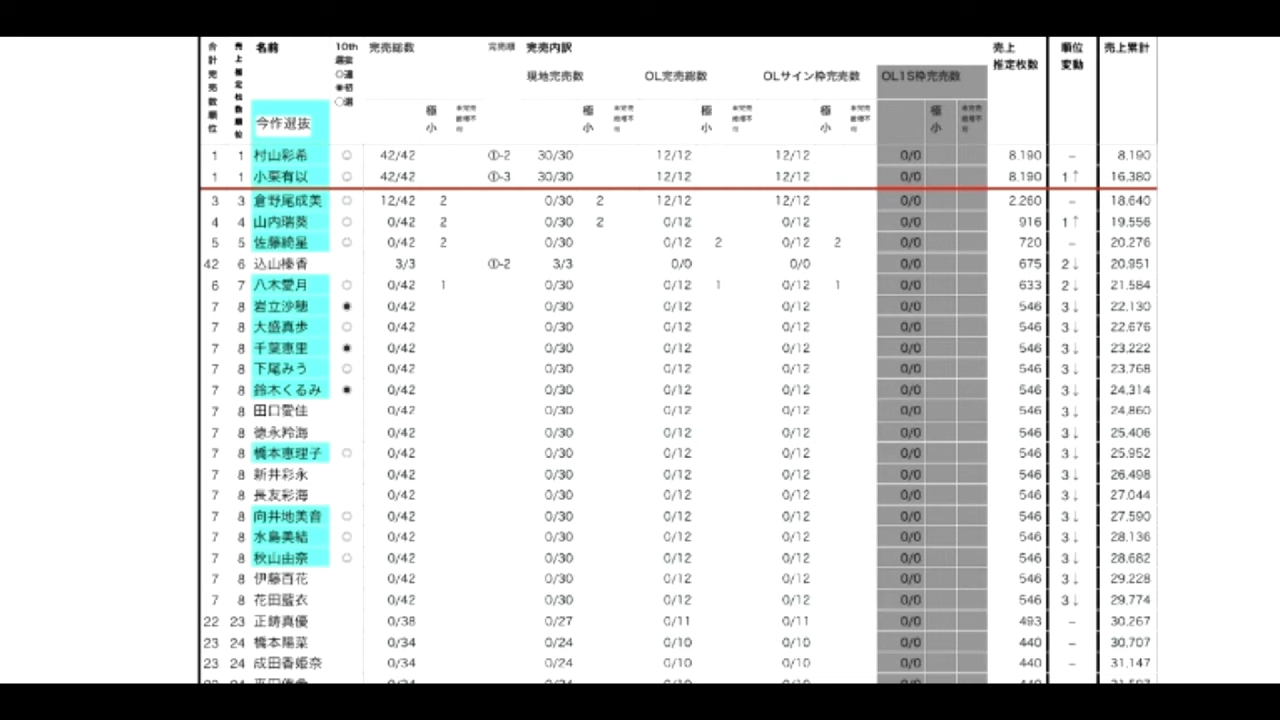 合計完売数順位 売上推定枚数順位 名前 10th選抜 完売総数 完売順 完売内訳 売上推定枚数 順位変動 売上累計
現地完売数 OL完売総数 OLサイン枠完売数 OL1S枠完売数
極小 極小 極小 極小 極小
今作選抜
1 1 村山彩希 ○ 42/42 ①-2 30/30 12/12 12/12 0/0 8.190 – 8.190
1 1 小栗有以 ○ 42/42 ①-3 30/30 12/12 12/12 0/0 8.190 1↑ 16.380
3 3 倉野尾成美 ○ 12/42 2 0/30 2 12/12 12/12 0/0 2.260 – 18.640
4 4 山内瑞葵 ○ 0/42 2 0/30 2 0/12 0/12 0/0 916 1↑ 19.556
5 5 佐藤綺星 ○ 0/42 2 0/30 0/12 2 0/12 2 0/0 720 – 20.276
42 6 込山榛香 3/3 ①-2 3/3 0/0 0/0 0/0 675 2↓ 20.951
6 7 八木愛月 ○ 0/42 1 0/30 0/12 1 0/12 1 0/0 633 2↓ 21.584
7 8 岩立沙穂 ◉ 0/42 0/30 0/12 0/12 0/0 546 3↓ 22.130
7 8 大盛真歩 ○ 0/42 0/30 0/12 0/12 0/0 546 3↓ 22.676
7 8 千葉恵里 ◉ 0/42 0/30 0/12 0/12 0/0 546 3↓ 23.222
7 8 下尾みう ○ 0/42 0/30 0/12 0/12 0/0 546 3↓ 23.768
7 8 鈴木くるみ ◉ 0/42 0/30 0/12 0/12 0/0 546 3↓ 24.314
7 8 田口愛佳 0/42 0/30 0/12 0/12 0/0 546 3↓ 24.860
7 8 徳永羚海 0/42 0/30 0/12 0/12 0/0 546 3↓ 25.406
7 8 橋本恵理子 ○ 0/42 0/30 0/12 0/12 0/0 546 3↓ 25.952
7 8 新井彩永 0/42 0/30 0/12 0/12 0/0 546 3↓ 26.498
7 8 長友彩海 0/42 0/30 0/12 0/12 0/0 546 3↓ 27.044
7 8 向井地美音 ○ 0/42 0/30 0/12 0/12 0/0 546 3↓ 27.590
7 8 水島美結 ○ 0/42 0/30 0/12 0/12 0/0 546 3↓ 28.136
7 8 秋山由奈 ○ 0/42 0/30 0/12 0/12 0/0 546 3↓ 28.682
7 8 伊藤百花 0/42 0/30 0/12 0/12 0/0 546 3↓ 29.228
7 8 花田藍衣 0/42 0/30 0/12 0/12 0/0 546 3↓ 29.774
22 23 正鋳真優 0/38 0/27 0/11 0/11 0/0 493 – 30.267
23 24 橋本陽菜 0/34 0/24 0/10 0/10 0/0 440 – 30.707
23 24 成田香姫奈 0/34 0/24 0/10 0/10 0/0 440 – 31.147